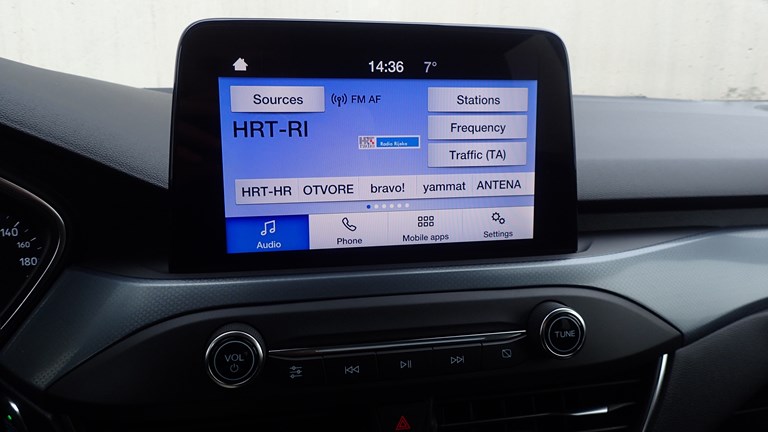 14:36 7°
Sources FM AF Stations
HRT-RI
Frequency
HR Radio Rijeka
Traffic (TA)
HRT-HR OTVORE bravo! yammat ANTENA
Audio Phone Mobile apps Settings
140
160
180
VOL TUNE